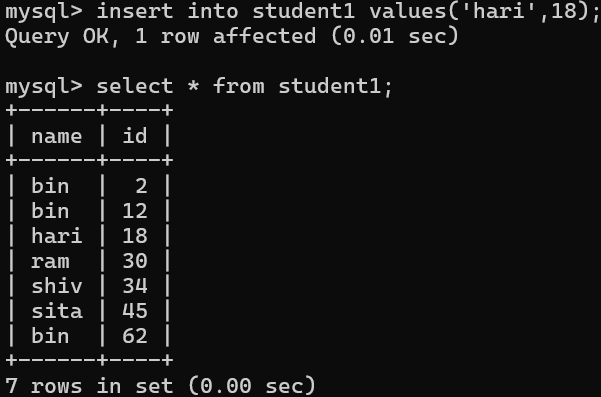 mysql> insert into student1 values('hari',18);
Query OK, 1 row affected (0.01 sec)

mysql> select * from student1;
+------+----+
| name | id |
+------+----+
| bin  |  2 |
| bin  | 12 |
| hari | 18 |
| ram  | 30 |
| shiv | 34 |
| sita | 45 |
| bin  | 62 |
+------+----+
7 rows in set (0.00 sec)